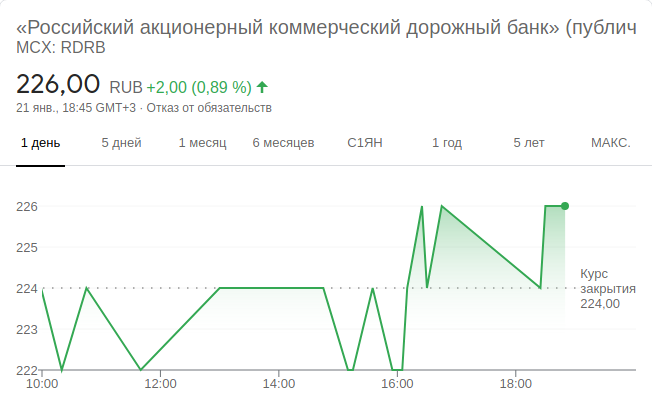 «Российский акционерный коммерческий дорожный банк» (публич
MCX: RDRB
226,00 RUB +2,00 (0,89 %)
21 янв., 18:45 GMT+3 · Отказ от обязательств
1 день 5 дней 1 месяц 6 месяцев С1ЯН 1 год 5 лет МАКС.
226
225
224
223
222
Курс
закрытия
224,00
10:00 12:00 14:00 16:00 18:00